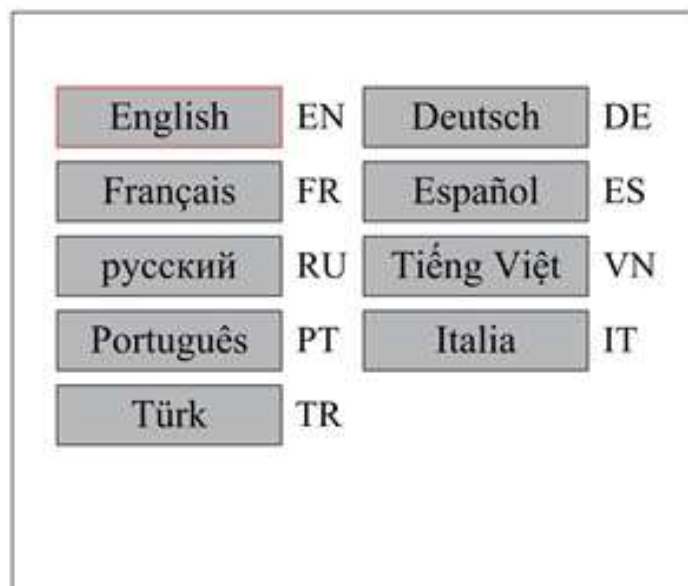 English EN Deutsch DE
Français FR Español ES
русский RU Tiếng Việt VN
Português PT Italia IT
Türk TR